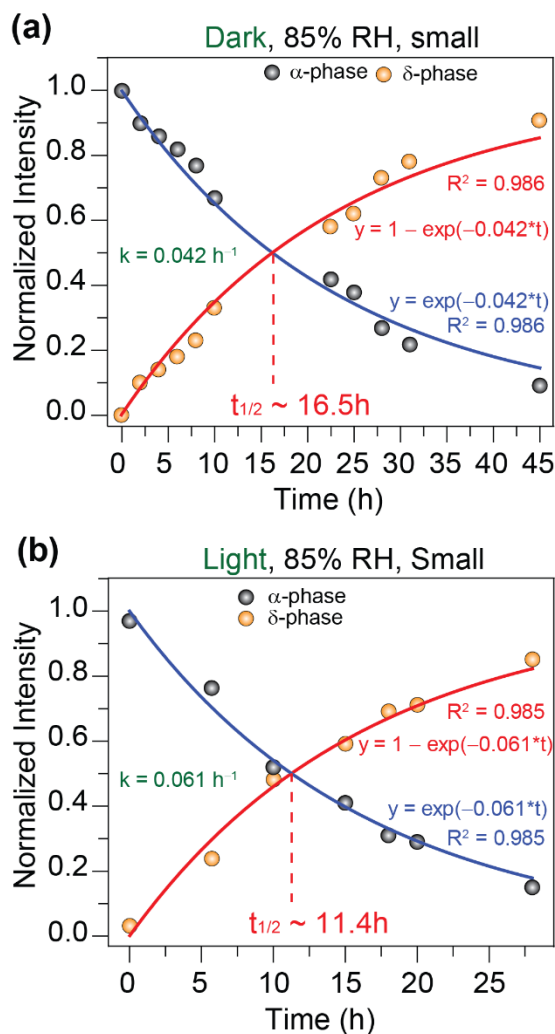 (a)
Dark, 85% RH, small
α-phase δ-phase
Normalized Intensity
1.0
0.8
0.6
0.4
0.2
0.0
R² = 0.986
y = 1 − exp(−0.042*t)
k = 0.042 h⁻¹
y = exp(−0.042*t)
R² = 0.986
t1/2 ~ 16.5h
0 5 10 15 20 25 30 35 40 45
Time (h)
(b)
Light, 85% RH, Small
α-phase
δ-phase
Normalized Intensity
1.0
0.8
0.6
0.4
0.2
0.0
R² = 0.985
y = 1 − exp(−0.061*t)
k = 0.061 h⁻¹
y = exp(−0.061*t)
R² = 0.985
t1/2 ~ 11.4h
0 5 10 15 20 25
Time (h)